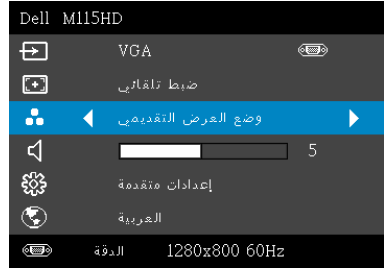 Dell M115HD
VGA
ضبط تلقائي
وضع العرض التقديمي
5
إعدادات متقدمة
العربية
الدقة 1280x800 60Hz